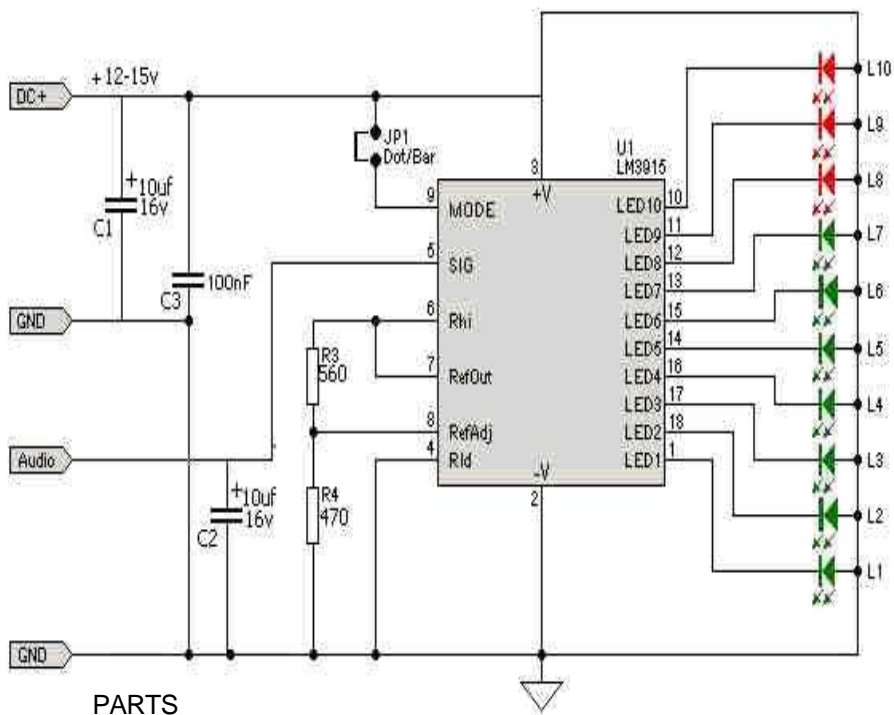 +12-15v
DC+
L10
JP1
Dot/Bar
L9
U1
LM3915
3
+V
L8
10uf
16v
C1
9
MODE
LED10
10
LED9
11
L7
5
SIG
LED8
12
100nF
C3
LED7
13
L6
GND
6
Rhi
LED6
15
R3
560
7
RefOut
LED5
14
L5
LED4
16
L4
8
RefAdj
LED3
17
LED2
18
Audio
4
Rld
LED1
1
L3
-V
2
10uf
16v
C2
R4
470
L2
L1
GND
PARTS